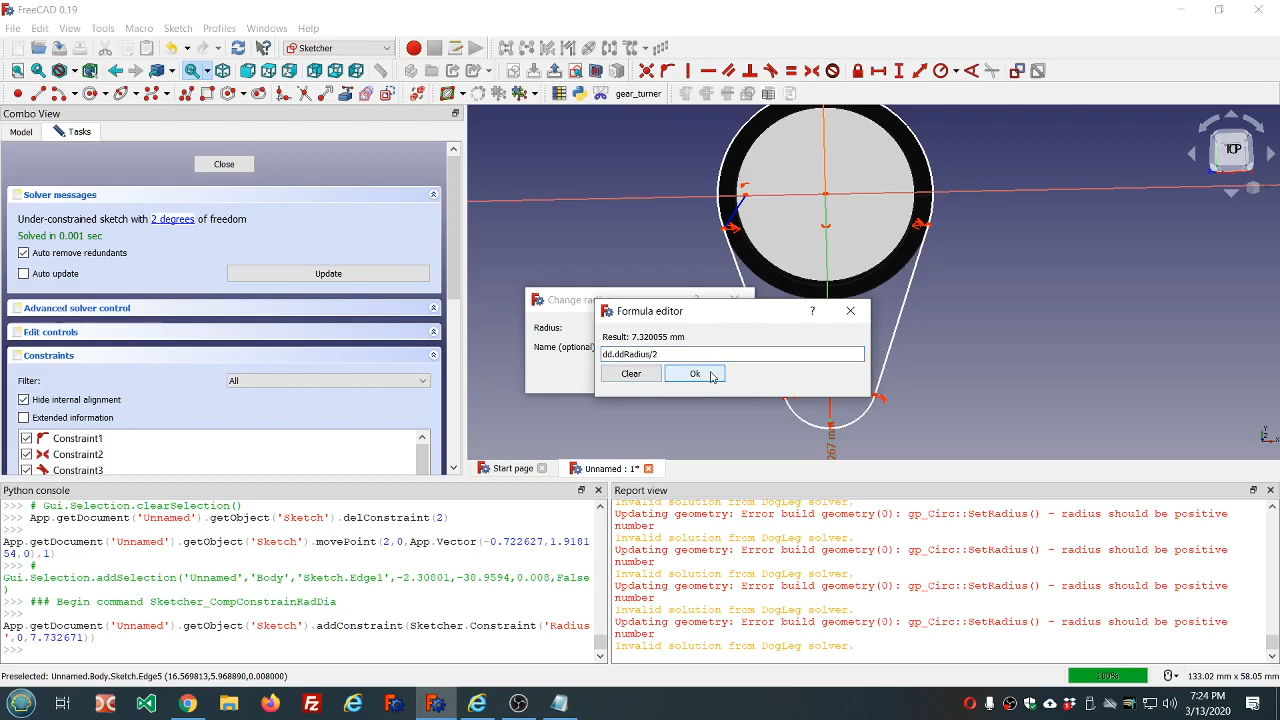 FreeCAD 0.19
File Edit View Tools Macro Sketch Profiles Windows Help
Sketcher
gear_turner
Combo View
Model Tasks
Close
Solver messages
Under-constrained sketch with 2 degrees of freedom
Solved in 0.001 sec
Auto remove redundants
Auto update Update
Advanced solver control
Edit controls
Constraints
Filter: All
Hide internal alignment
Extended information
Constraint1
Constraint2
Constraint3
TOP
Radius:
Name (optional)
Formula editor
?
Result: 7.320055 mm
dd.ddRadius/2
Clear Ok
267 mm
Start page Unnamed : 1*
Python console
>>> # Gui.Selection.clearSelection()
>>> App.getDocument('Unnamed').getObject('Sketch').delConstraint(2)
>>>
App.getDocument('Unnamed').getObject('Sketch').movePoint(2,0,App.Vector(-0.722627,1.9181
54,0),1)
>>> #
Gui.Selection.addSelection('Unnamed','Body','Sketch.Edge1',-2.30801,-38.9594,0.008,False
)
>>> ### Begin command Sketcher_CompConstrainRadDia
>>>
App.getDocument('Unnamed').getObject('Sketch').addConstraint(Sketcher.Constraint('Radius
',0,7.732671))
>>>
Report view
Invalid solution from DogLeg solver.
Updating geometry: Error build geometry(0): gp_Circ::SetRadius() - radius should be positive
number
Invalid solution from DogLeg solver.
Updating geometry: Error build geometry(0): gp_Circ::SetRadius() - radius should be positive
number
Invalid solution from DogLeg solver.
Updating geometry: Error build geometry(0): gp_Circ::SetRadius() - radius should be positive
number
Invalid solution from DogLeg solver.
Updating geometry: Error build geometry(0): gp_Circ::SetRadius() - radius should be positive
number
Invalid solution from DogLeg solver.
Preselected: Unnamed.Body.Sketch.Edge5 (16.569813,5.968890,0.008000)
100%
133.02 mm x 58.05 mm
7:24 PM
3/13/2020